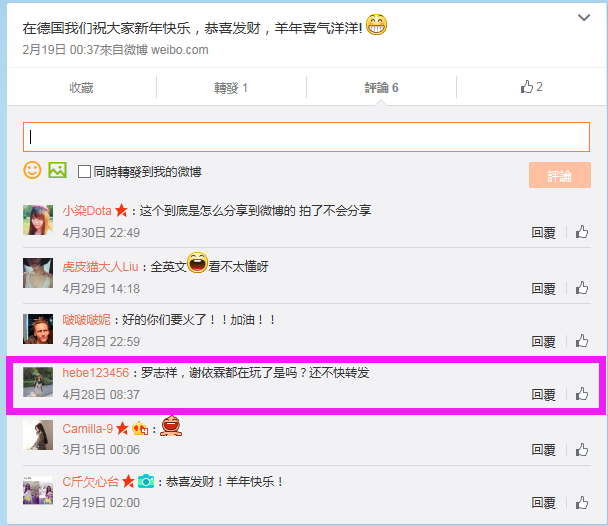 在德国我们祝大家新年快乐，恭喜发财，羊年喜气洋洋!
2月19日 00:37來自微博 weibo.com
收藏 轉發 1 評論 6 2
同時轉發到我的微博 評論
小染Dota：这个到底是怎么分享到微博的 拍了不会分享
4月30日 22:49 回覆
虎皮猫大人Liu：全英文看不太懂呀
4月29日 14:18 回覆
啵啵啵妮：好的你们要火了！！加油！！
4月28日 22:59 回覆
hebe123456：罗志祥，谢依霖都在玩了是吗？还不快转发
4月28日 08:37 回覆
Camilla-9：
3月15日 00:06 回覆
C斤欠心台：恭喜发财！羊年快乐！
2月19日 02:00 回覆